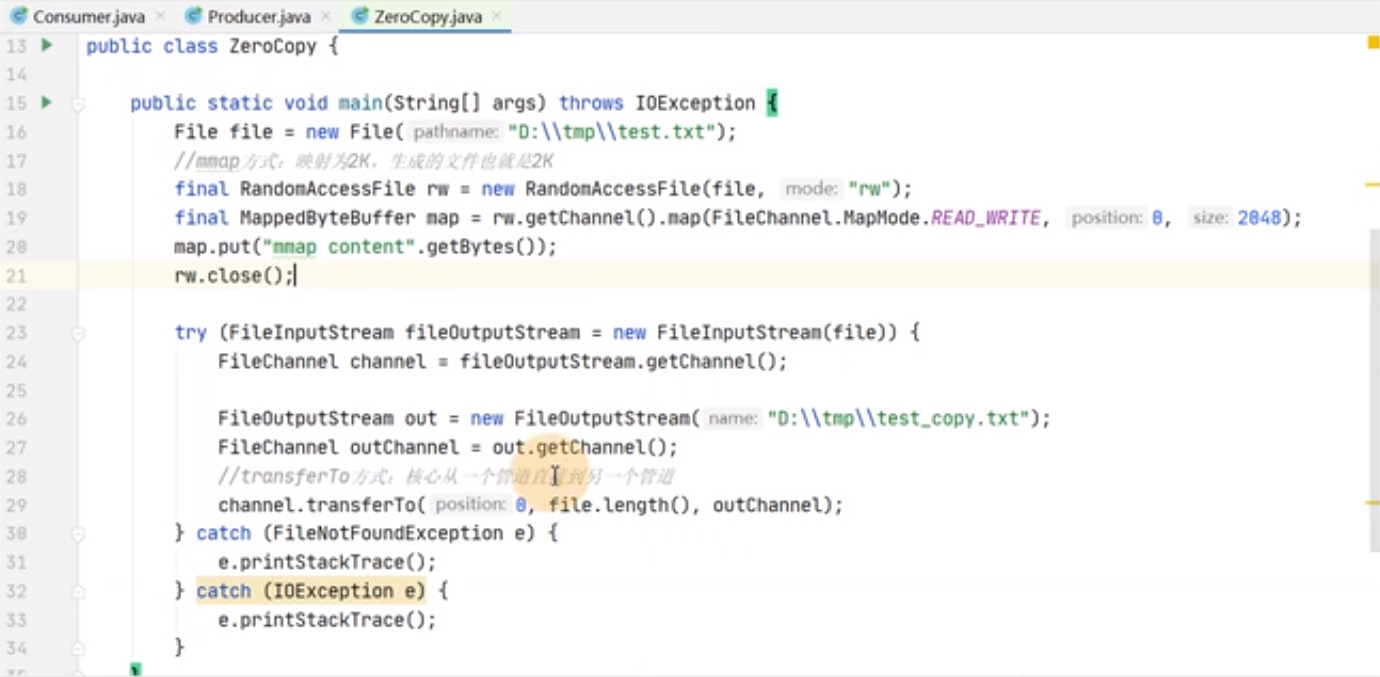 Consumer.java × Producer.java × ZeroCopy.java ×
13 public class ZeroCopy {
14
15 public static void main(String[] args) throws IOException {
16 File file = new File( pathname: "D:\\tmp\\test.txt");
17 //mmap方式：映射为2K，生成的文件也就是2K
18 final RandomAccessFile rw = new RandomAccessFile(file, mode: "rw");
19 final MappedByteBuffer map = rw.getChannel().map(FileChannel.MapMode.READ_WRITE, position: 0, size: 2048);
20 map.put("mmap content".getBytes());
21 rw.close();
22
23 try (FileInputStream fileOutputStream = new FileInputStream(file)) {
24 FileChannel channel = fileOutputStream.getChannel();
25
26 FileOutputStream out = new FileOutputStream( name: "D:\\tmp\\test_copy.txt");
27 FileChannel outChannel = out.getChannel();
28 //transferTo方式：核心从一个管道直接到另一个管道
29 channel.transferTo( position: 0, file.length(), outChannel);
30 } catch (FileNotFoundException e) {
31 e.printStackTrace();
32 } catch (IOException e) {
33 e.printStackTrace();
34 }